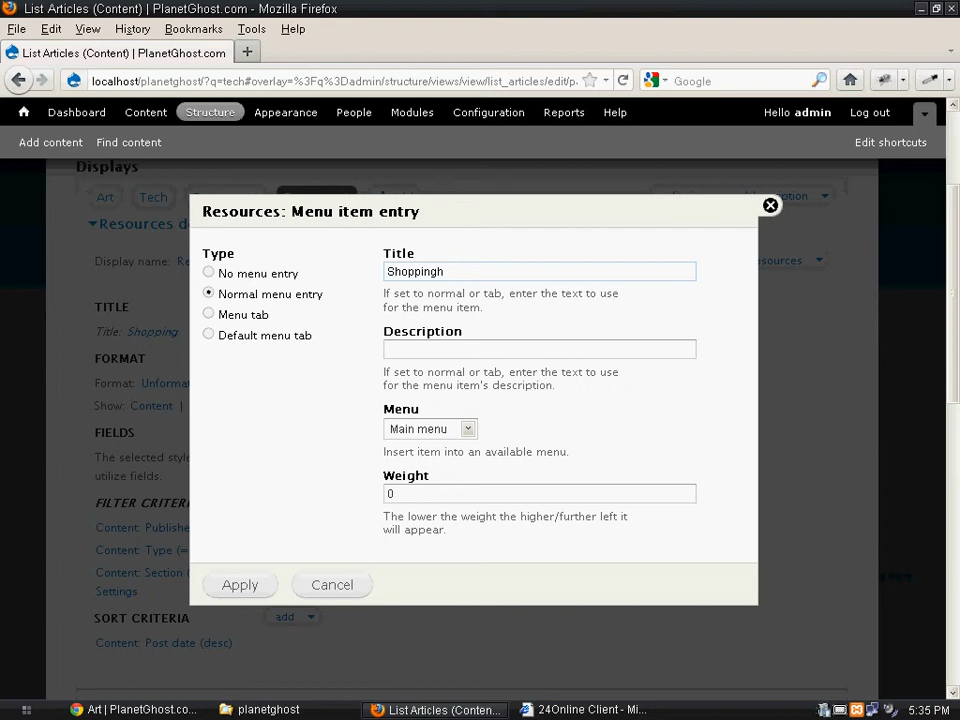 List Articles (Content) | PlanetGhost.com - Mozilla Firefox
File Edit View History Bookmarks Tools Help
List Articles (Content) | PlanetGhost.com
localhost/planetghost/?q=tech#overlay=%3Fq%3Dadmin/structure/views/view/list_articles/edit/p
Google
Dashboard Content Structure Appearance People Modules Configuration Reports Help Hello admin Log out
Add content Find content Edit shortcuts
Displays
Art Tech
Resources: Menu item entry
Type
No menu entry
Normal menu entry
Menu tab
Default menu tab
Title
Shoppingh
If set to normal or tab, enter the text to use
for the menu item.
Description
If set to normal or tab, enter the text to use
for the menu item's description.
Menu
Main menu
Insert item into an available menu.
Weight
0
The lower the weight the higher/further left it
will appear.
Apply Cancel
Display name:
TITLE
Title: Shopping
FORMAT
Format:
Show: Content |
FIELDS
The selected
utilize fields.
FILTER
Content:
Content: Type (=
Content: Section (
Settings
SORT CRITERIA add
Content: Post date (desc)
Art | PlanetGhost.co... planetghost List Articles (Conten... 24Online Client - Mi... 5:35 PM